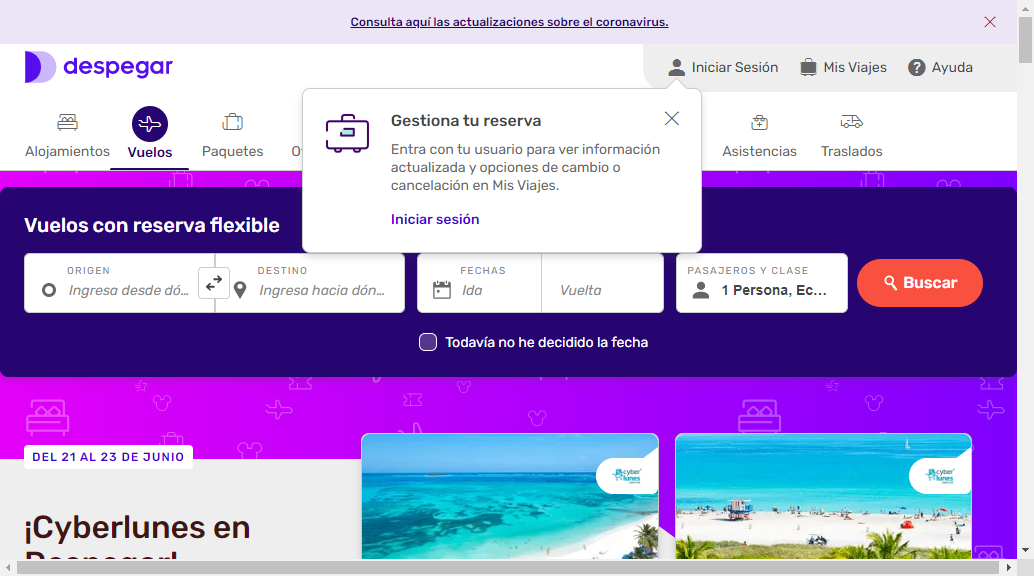 Consulta aquí las actualizaciones sobre el coronavirus.
despegar
Iniciar Sesión
Mis Viajes
? Ayuda
Alojamientos
Vuelos
Paquetes
Asistencias
Traslados
Gestiona tu reserva
Entra con tu usuario para ver información
actualizada y opciones de cambio o
cancelación en Mis Viajes.
Iniciar sesión
Vuelos con reserva flexible
ORIGEN
Ingresa desde dó...
DESTINO
Ingresa hacia dón...
FECHAS
Ida
Vuelta
PASAJEROS Y CLASE
1 Persona, Ec...
Buscar
Todavía no he decidido la fecha
DEL 21 AL 23 DE JUNIO
¡Cyberlunes en
Despegar!
cyber
lunes
cyber
lunes